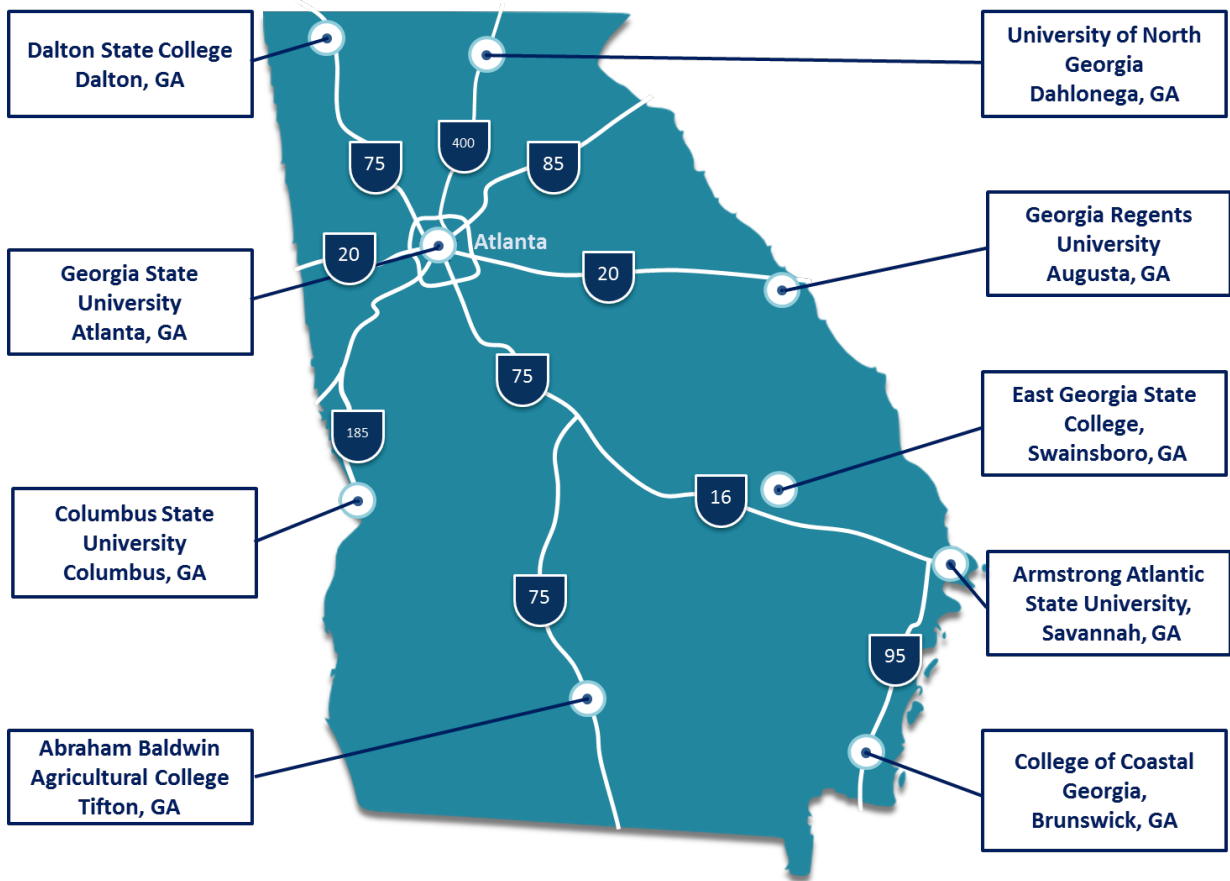 Dalton State College
Dalton, GA
University of North
Georgia
Dahlonega, GA
400
75
85
Georgia Regents
University
Augusta, GA
Atlanta
20
20
Georgia State
University
Atlanta, GA
75
East Georgia State
College,
Swainsboro, GA
185
16
Columbus State
University
Columbus, GA
Armstrong Atlantic
State University,
Savannah, GA
75
95
Abraham Baldwin
Agricultural College
Tifton, GA
College of Coastal
Georgia,
Brunswick, GA